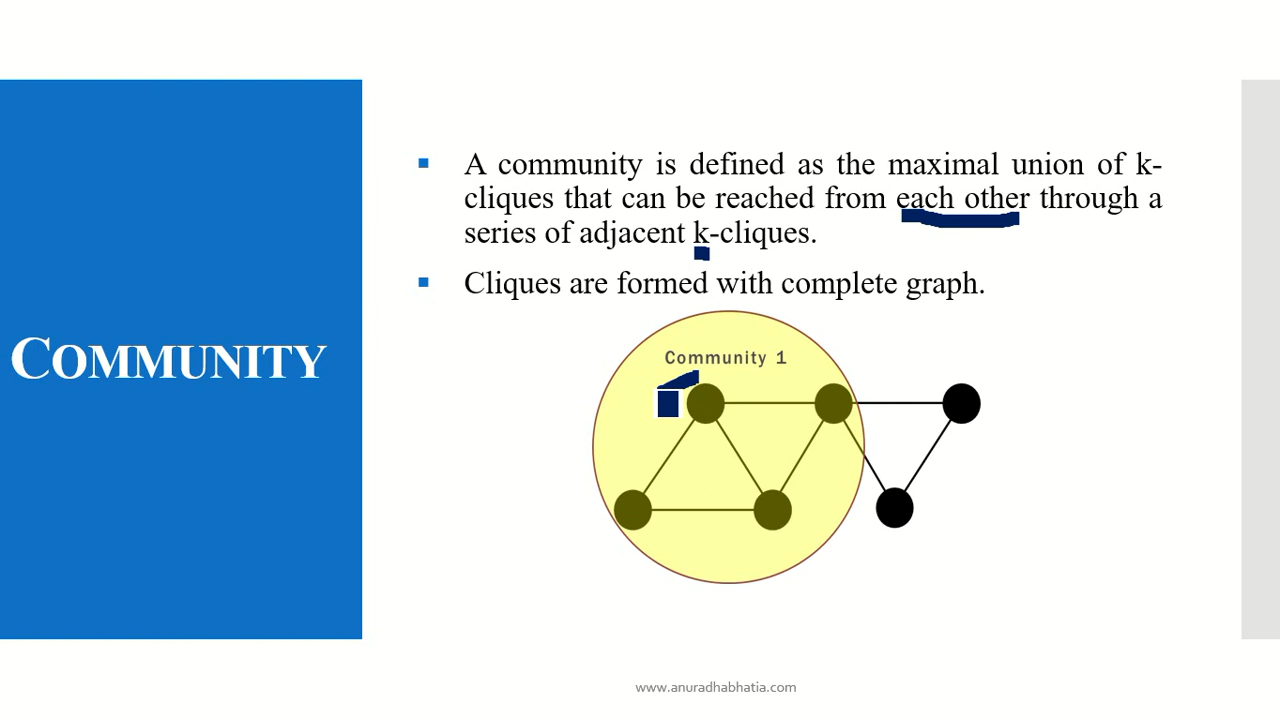 COMMUNITY
A community is defined as the maximal union of k-
cliques that can be reached from each other through a
series of adjacent k-cliques.
Cliques are formed with complete graph.
Community 1
www.anuradhabhatia.com